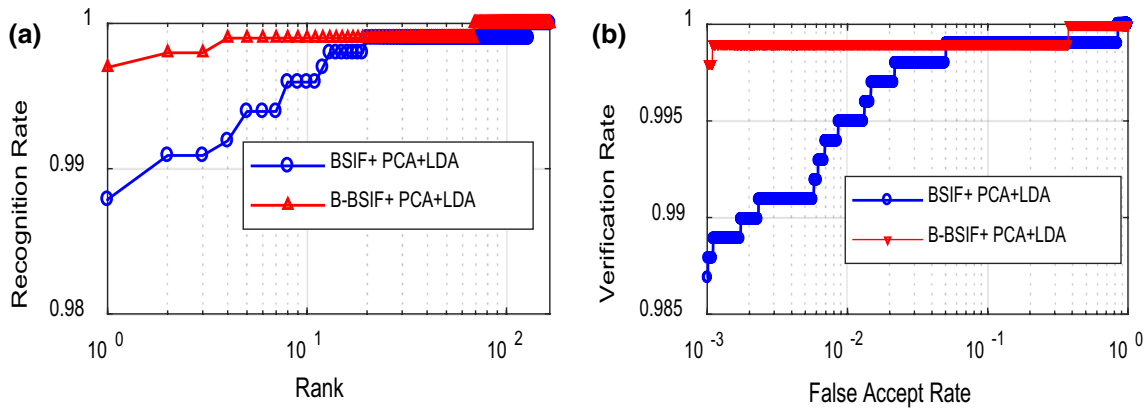 (a)
Recognition Rate
1
0.99
0.98
10^0
10^1
10^2
Rank
BSIF+ PCA+LDA
B-BSIF+ PCA+LDA
(b)
Verification Rate
1
0.995
0.99
0.985
10^-3
10^-2
10^-1
10^0
False Accept Rate
BSIF+ PCA+LDA
B-BSIF+ PCA+LDA